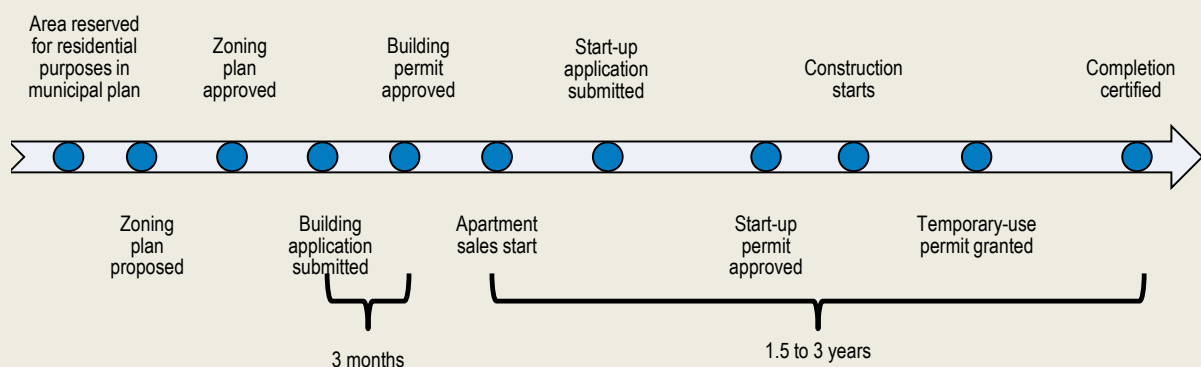 Area reserved
for residential
purposes in
municipal plan
Zoning
plan
approved
Building
permit
approved
Start-up
application
submitted
Construction
starts
Completion
certified
Zoning
plan
proposed
Building
application
submitted
Apartment
sales start
Start-up
permit
approved
Temporary-use
permit granted
3 months
1.5 to 3 years